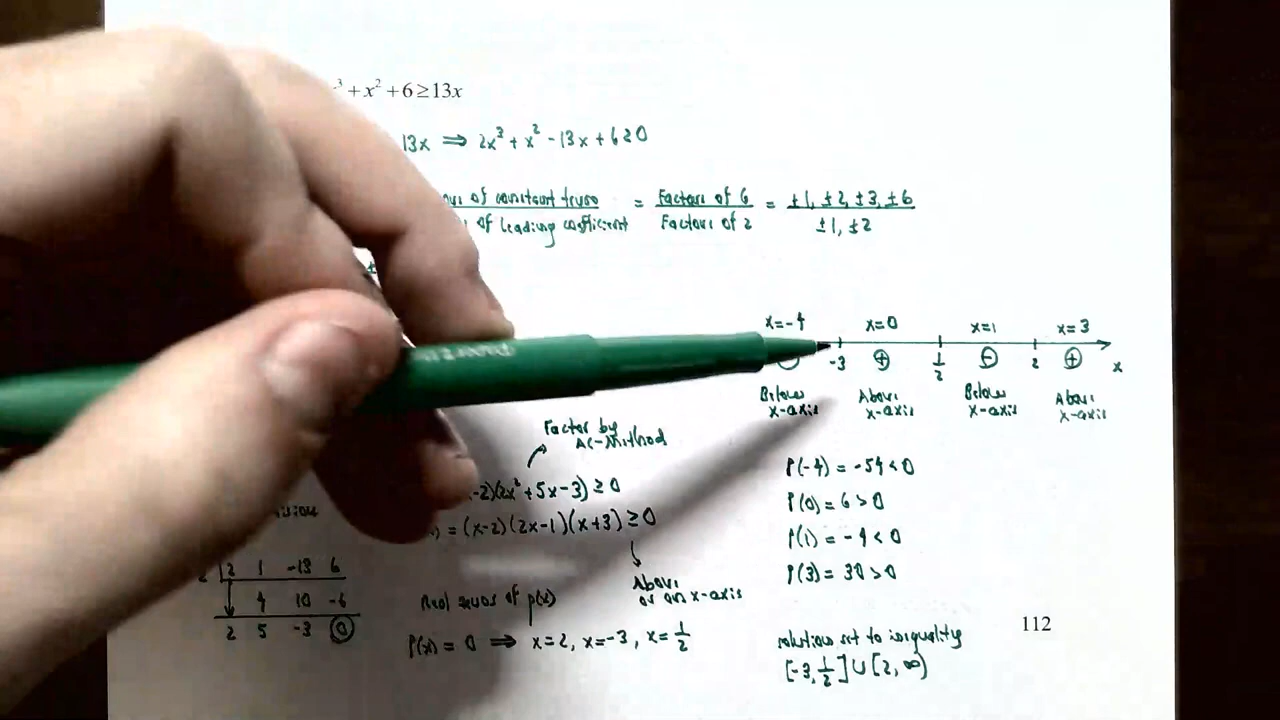 ³ + x² + 6 ≥ 13x
13x ⟹ 2x³ + x² - 13x + 6 ≥ 0
of constant = Factors of 6 = ±1, ±2, ±3, ±6
of leading coefficient Factors of 2 ±1, ±2
x=-4 x=0 x=1 x=3
-3 + 1/2 - 2 + x
Below x-axis Above x-axis Below x-axis Above x-axis
Factor by
AC-Method
-2)(2x² + 5x - 3) ≥ 0
) = (x-2)(2x-1)(x+3) ≥ 0
Above
or on x-axis
2 2 1 -13 6
4 10 -6
2 5 -3 0
Real zeros of p(x)
P(x) = 0 ⟹ x=2, x=-3, x=1/2
P(-4) = -54 < 0
P(0) = 6 > 0
P(1) = -4 < 0
P(3) = 30 > 0
solution set to inequality
[-3, 1/2] ∪ [2, ∞)
112